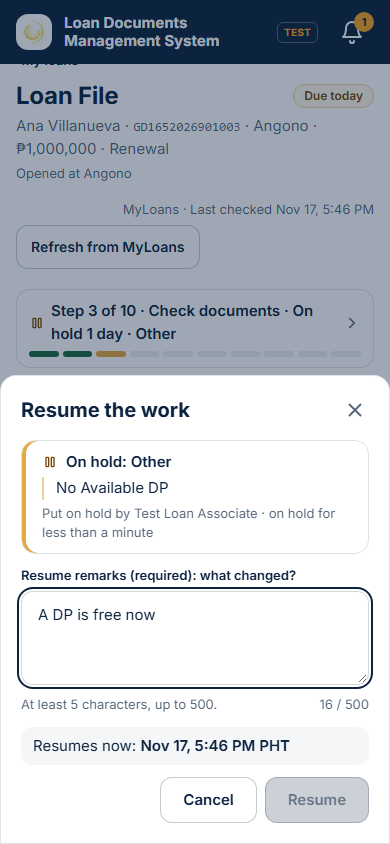 Loan Documents
Management System
TEST
1
My loans
Loan File
Due today
Ana Villanueva · GD1652026901003 · Angono ·
₱1,000,000 · Renewal
Opened at Angono
MyLoans · Last checked Nov 17, 5:46 PM
Refresh from MyLoans
Step 3 of 10 · Check documents · On
hold 1 day · Other
Resume the work
On hold: Other
No Available DP
Put on hold by Test Loan Associate · on hold for
less than a minute
Resume remarks (required): what changed?
A DP is free now
At least 5 characters, up to 500.
16 / 500
Resumes now: Nov 17, 5:46 PM PHT
Cancel
Resume